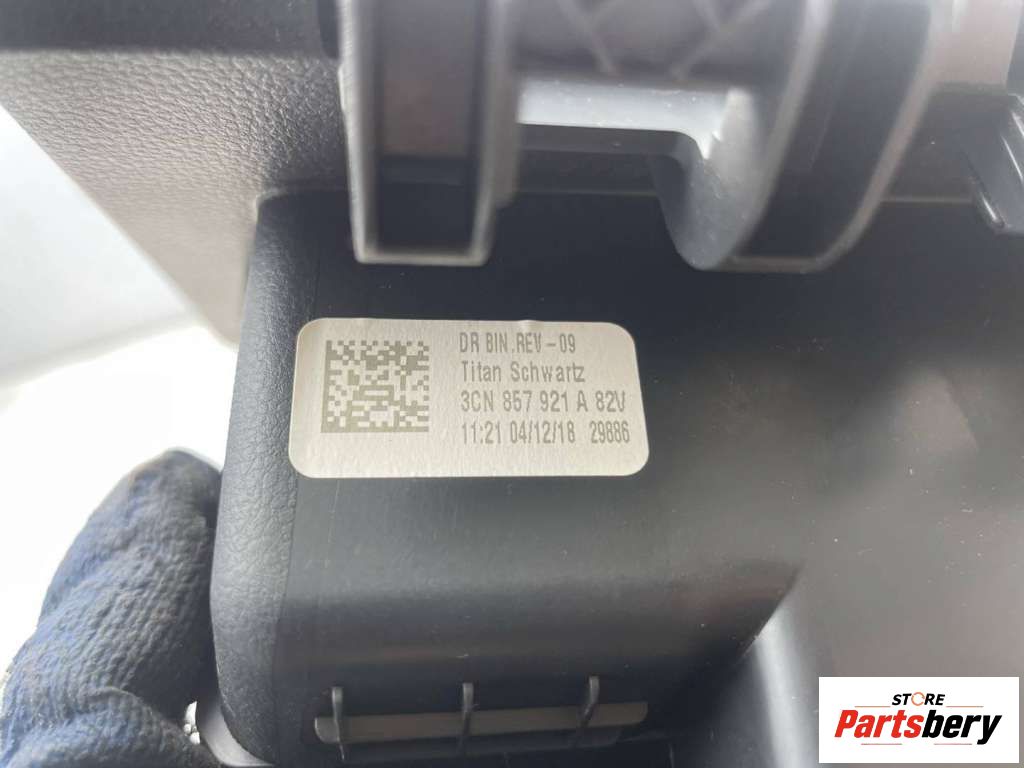 DR BIN.REV-09
Titan Schwartz
3CN 857 921 A 82V
11:21 04/12/18 29886
STORE
Partsbery